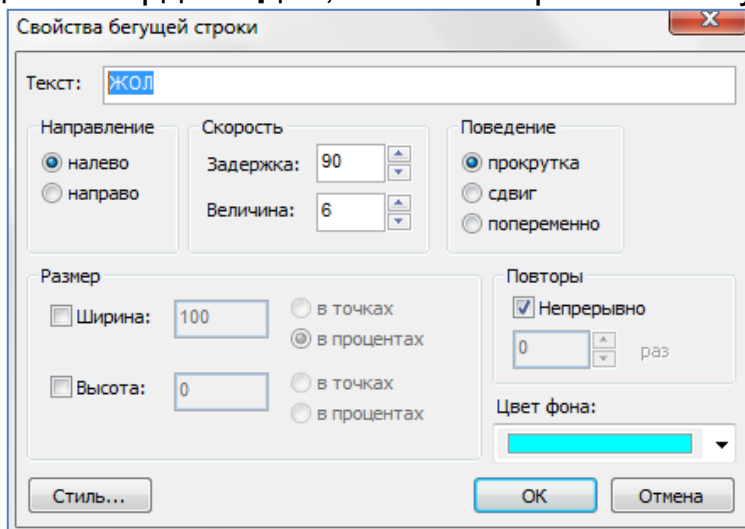 Свойства бегущей строки
Текст: ЖОЛ
Направление
налево
направо
Скорость
Задержка: 90
Величина: 6
Поведение
прокрутка
сдвиг
попеременно
Размер
Ширина: 100
в точках
в процентах
Высота: 0
в точках
в процентах
Повторы
Непрерывно
0 раз
Цвет фона:
Стиль...
ОК
Отмена